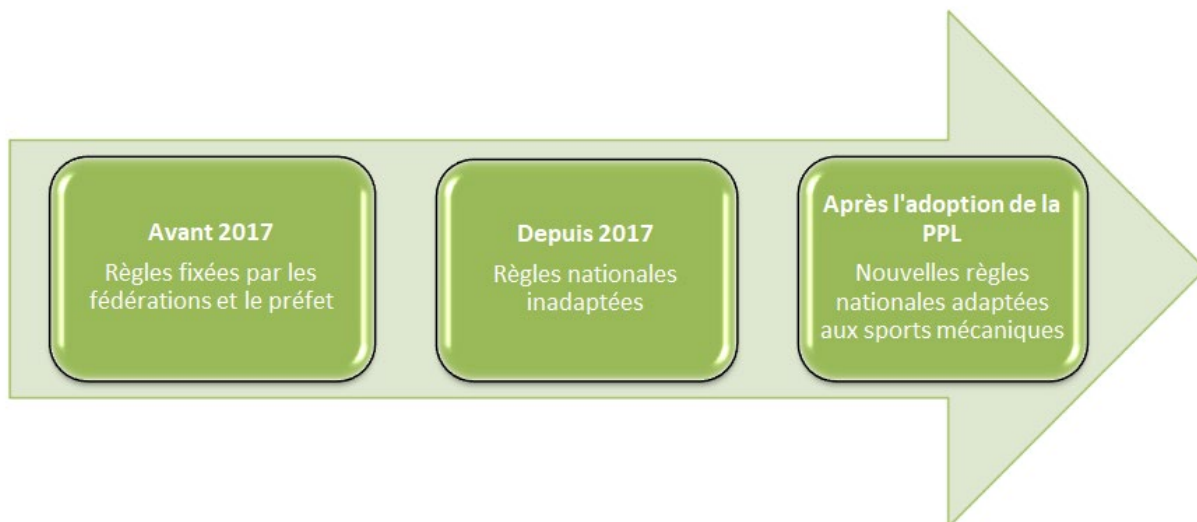 Avant 2017
Règles fixées par les
fédérations et le préfet
Depuis 2017
Règles nationales
inadaptées
Après l'adoption de la
PPL
Nouvelles règles
nationales adaptées
aux sports mécaniques